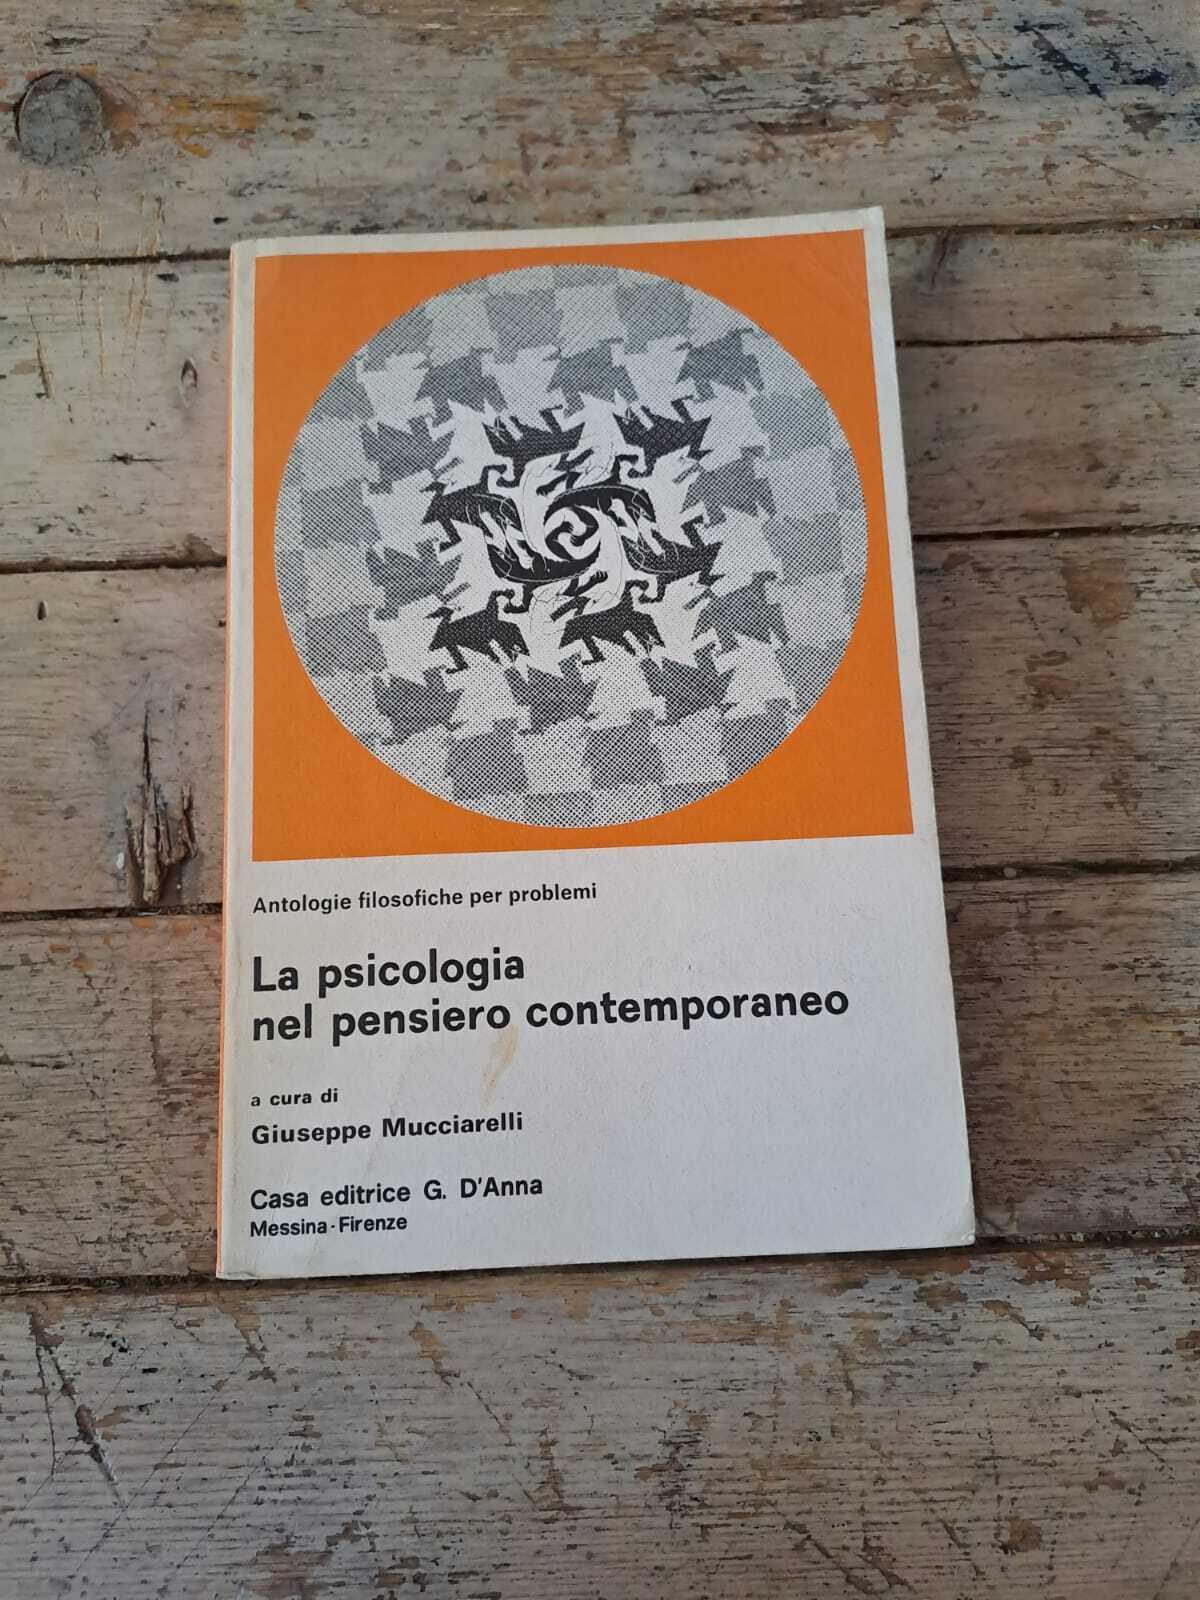 Antologie filosofiche per problemi
La psicologia
nel pensiero contemporaneo
a cura di
Giuseppe Mucciarelli
Casa editrice G. D'Anna
Messina-Firenze